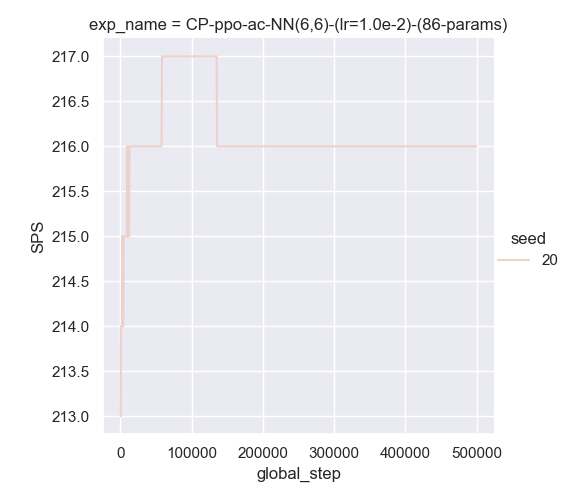 exp_name = CP-ppo-ac-NN(6,6)-(lr=1.0e-2)-(86-params)
217.0
216.5
216.0
215.5
215.0
214.5
214.0
213.5
213.0
SPS
0 100000 200000 300000 400000 500000
global_step
seed
20